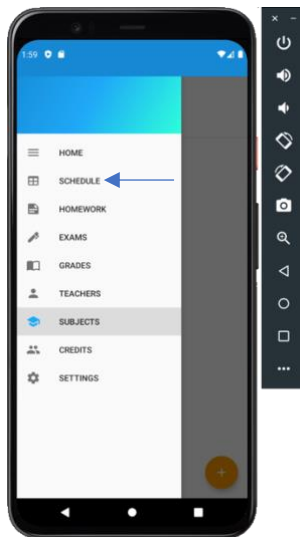 1:59
HOME
SCHEDULE
HOMEWORK
EXAMS
GRADES
TEACHERS
SUBJECTS
CREDITS
SETTINGS